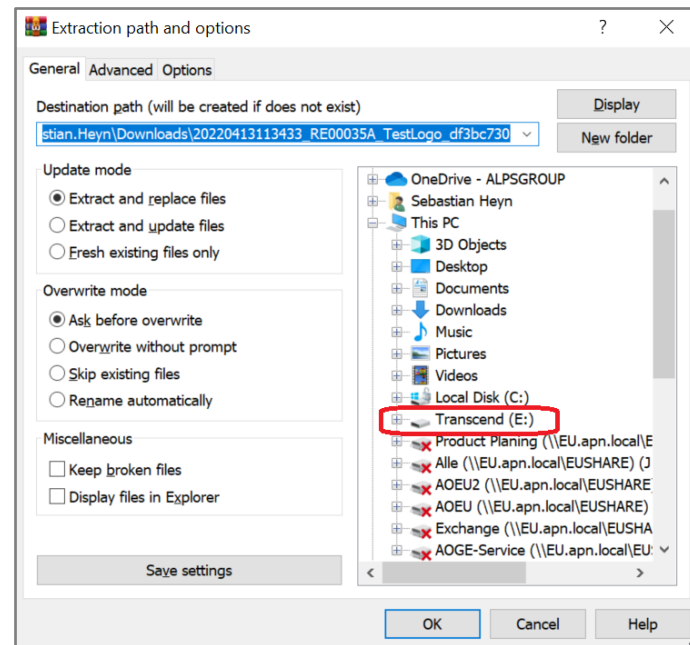 Extraction path and options
General Advanced Options
Destination path (will be created if does not exist)
Display
stian.Heyn\Downloads\20220413113433_RE00035A_TestLogo_df3bc730
New folder
Update mode
Extract and replace files
Extract and update files
Fresh existing files only
Overwrite mode
Ask before overwrite
Overwrite without prompt
Skip existing files
Rename automatically
Miscellaneous
Keep broken files
Display files in Explorer
Save settings
OneDrive - ALPSGROUP
Sebastian Heyn
This PC
3D Objects
Desktop
Documents
Downloads
Music
Pictures
Videos
Local Disk (C:)
Transcend (E:)
Product Planing (\\EU.apn.local\E
Alle (\\EU.apn.local\EUSHARE) (J
AOEU2 (\\EU.apn.local\EUSHARE
AOEU (\\EU.apn.local\EUSHARE)
Exchange (\\EU.apn.local\EUSHA
AOGE-Service (\\EU.apn.local\EU
OK Cancel Help